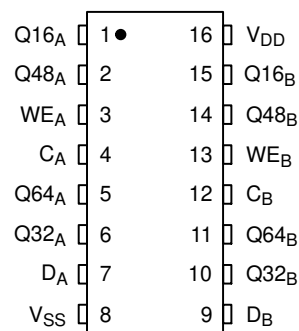 Q16A 1 16 VDD
Q48A 2 15 Q16B
WEA 3 14 Q48B
CA 4 13 WEB
Q64A 5 12 CB
Q32A 6 11 Q64B
DA 7 10 Q32B
VSS 8 9 DB